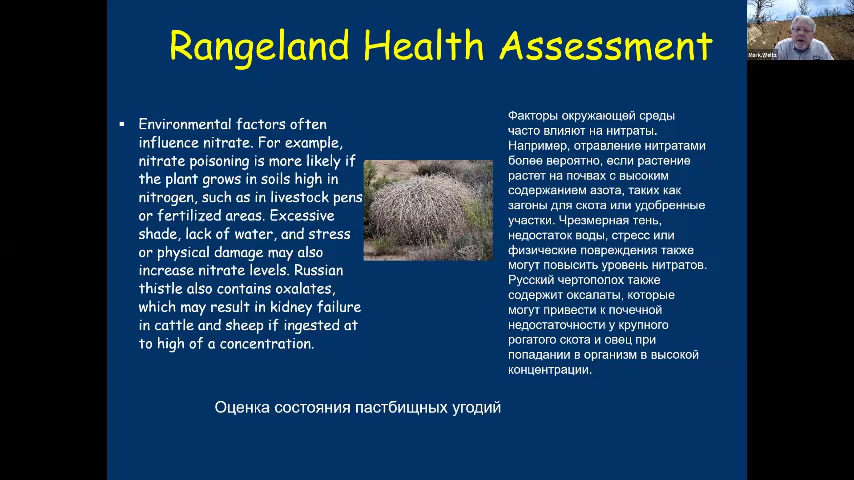 Rangeland Health Assessment
Mark.Weltz
▪ Environmental factors often
influence nitrate. For example,
nitrate poisoning is more likely if
the plant grows in soils high in
nitrogen, such as in livestock pens
or fertilized areas. Excessive
shade, lack of water, and stress
or physical damage may also
increase nitrate levels. Russian
thistle also contains oxalates,
which may result in kidney failure
in cattle and sheep if ingested at
to high of a concentration.
Факторы окружающей среды
часто влияют на нитраты.
Например, отравление нитратами
более вероятно, если растение
растет на почвах с высоким
содержанием азота, таких как
загоны для скота или удобренные
участки. Чрезмерная тень,
недостаток воды, стресс или
физические повреждения также
могут повысить уровень нитратов.
Русский чертополох также
содержит оксалаты, которые
могут привести к почечной
недостаточности у крупного
рогатого скота и овец при
попадании в организм в высокой
концентрации.
Оценка состояния пастбищных угодий